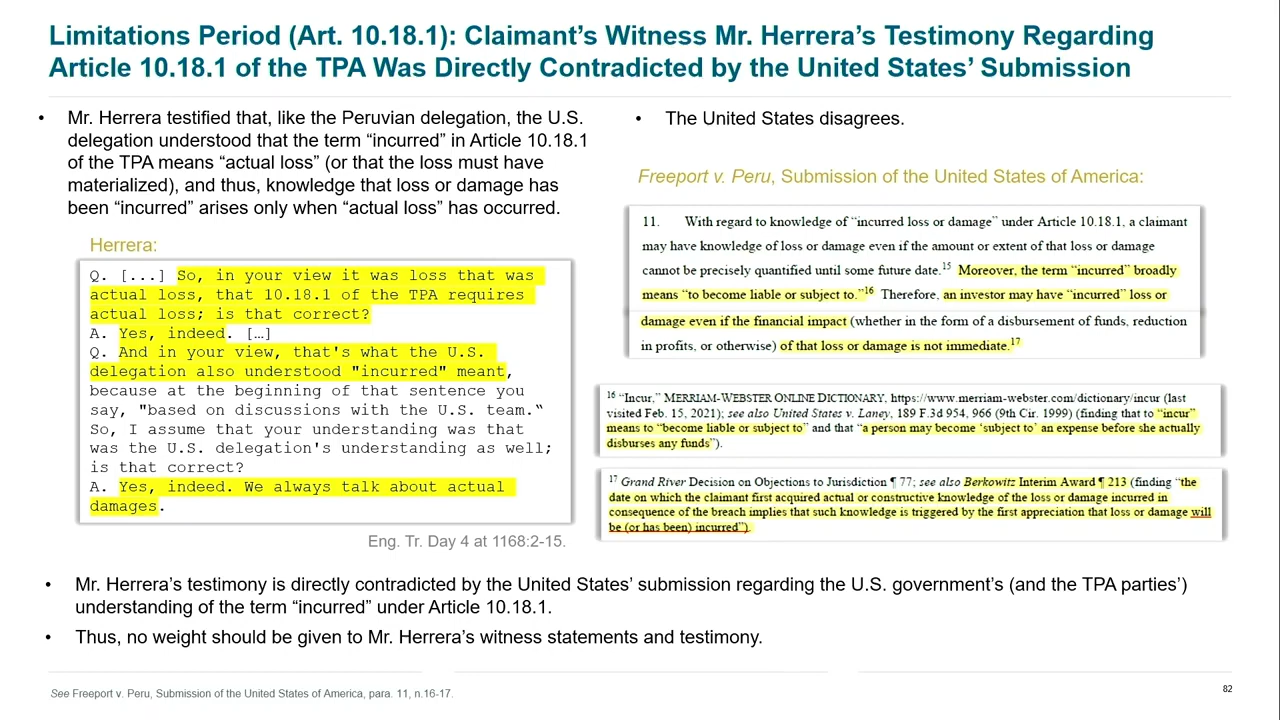 Limitations Period (Art. 10.18.1): Claimant’s Witness Mr. Herrera’s Testimony Regarding
Article 10.18.1 of the TPA Was Directly Contradicted by the United States’ Submission
• Mr. Herrera testified that, like the Peruvian delegation, the U.S.
delegation understood that the term “incurred” in Article 10.18.1
of the TPA means “actual loss” (or that the loss must have
materialized), and thus, knowledge that loss or damage has
been “incurred” arises only when “actual loss” has occurred.
Herrera:
Q. [...] So, in your view it was loss that was
actual loss, that 10.18.1 of the TPA requires
actual loss; is that correct?
A. Yes, indeed. […]
Q. And in your view, that's what the U.S.
delegation also understood "incurred" meant,
because at the beginning of that sentence you
say, "based on discussions with the U.S. team.“
So, I assume that your understanding was that
was the U.S. delegation's understanding as well;
is that correct?
A. Yes, indeed. We always talk about actual
damages.
Eng. Tr. Day 4 at 1168:2-15.
• The United States disagrees.
Freeport v. Peru, Submission of the United States of America:
11. With regard to knowledge of “incurred loss or damage” under Article 10.18.1, a claimant
may have knowledge of loss or damage even if the amount or extent of that loss or damage
cannot be precisely quantified until some future date.15 Moreover, the term “incurred” broadly
means “to become liable or subject to.”16 Therefore, an investor may have “incurred” loss or
damage even if the financial impact (whether in the form of a disbursement of funds, reduction
in profits, or otherwise) of that loss or damage is not immediate.17
16 “Incur,” MERRIAM-WEBSTER ONLINE DICTIONARY, https://www.merriam-webster.com/dictionary/incur (last
visited Feb. 15, 2021); see also United States v. Laney, 189 F.3d 954, 966 (9th Cir. 1999) (finding that to “incur”
means to “become liable or subject to” and that “a person may become ‘subject to’ an expense before she actually
disburses any funds”).
17 Grand River Decision on Objections to Jurisdiction ¶ 77; see also Berkowitz Interim Award ¶ 213 (finding “the
date on which the claimant first acquired actual or constructive knowledge of the loss or damage incurred in
consequence of the breach implies that such knowledge is triggered by the first appreciation that loss or damage will
be (or has been) incurred”).
• Mr. Herrera’s testimony is directly contradicted by the United States’ submission regarding the U.S. government’s (and the TPA parties’)
understanding of the term “incurred” under Article 10.18.1.
• Thus, no weight should be given to Mr. Herrera’s witness statements and testimony.
See Freeport v. Peru, Submission of the United States of America, para. 11, n.16-17.
82